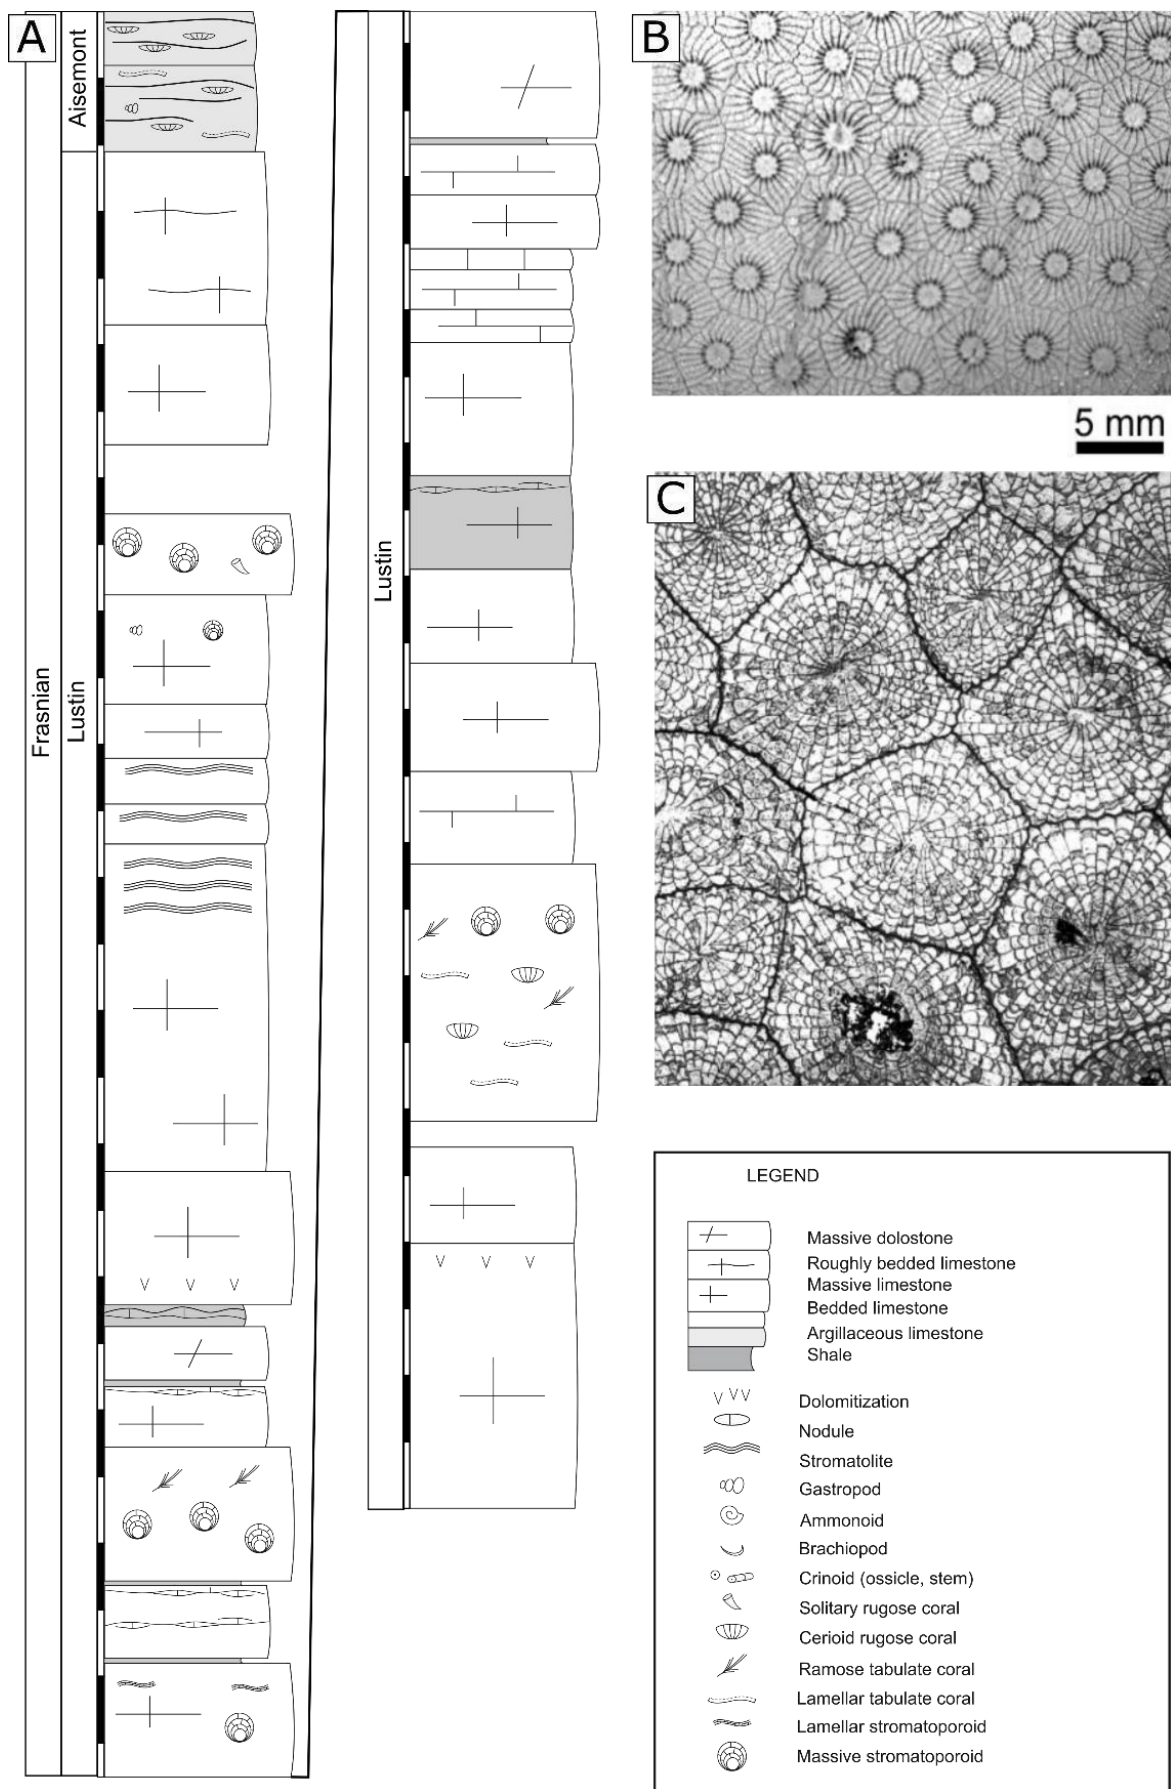 A
Aisemont
Frasnian
Lustin
Lustin
B
5 mm
C
LEGEND
Massive dolostone
Roughly bedded limestone
Massive limestone
Bedded limestone
Argillaceous limestone
Shale
Dolomitization
Nodule
Stromatolite
Gastropod
Ammonoid
Brachiopod
Crinoid (ossicle, stem)
Solitary rugose coral
Cerioid rugose coral
Ramose tabulate coral
Lamellar tabulate coral
Lamellar stromatoporoid
Massive stromatoporoid